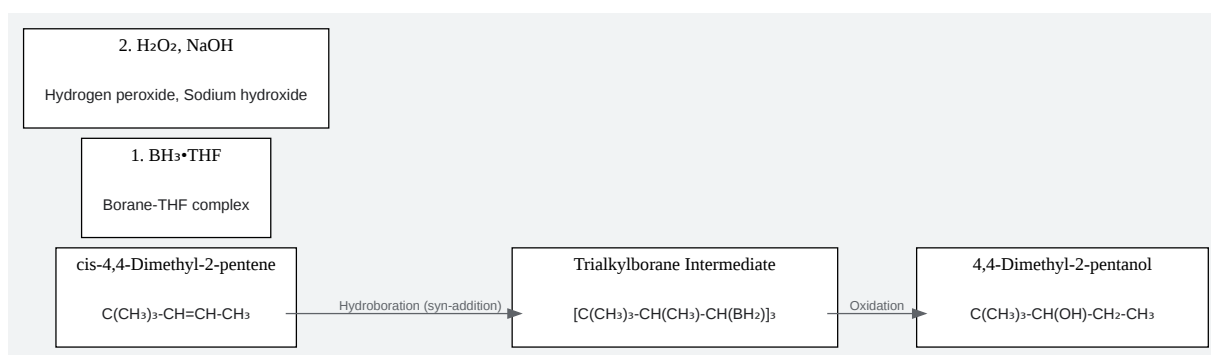 2. H₂O₂, NaOH
Hydrogen peroxide, Sodium hydroxide
1. BH₃•THF
Borane-THF complex
cis-4,4-Dimethyl-2-pentene
C(CH₃)₃-CH=CH-CH₃
Hydroboration (syn-addition)
Trialkylborane Intermediate
[C(CH₃)₃-CH(CH₃)-CH(BH₂)]₃
Oxidation
4,4-Dimethyl-2-pentanol
C(CH₃)₃-CH(OH)-CH₂-CH₃